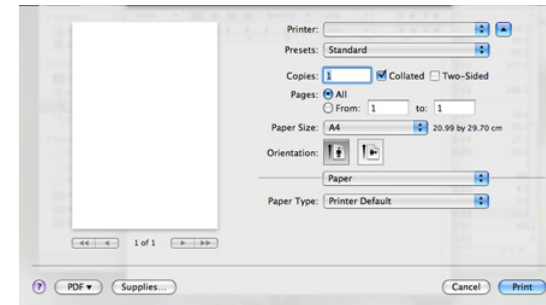 Printer:
Presets: Standard
Copies: 1 Collated Two-Sided
Pages: All
From: 1 to: 1
Paper Size: A4 20.99 by 29.70 cm
Orientation:
Paper
Paper Type: Printer Default
1 of 1
? PDF Supplies... Cancel Print